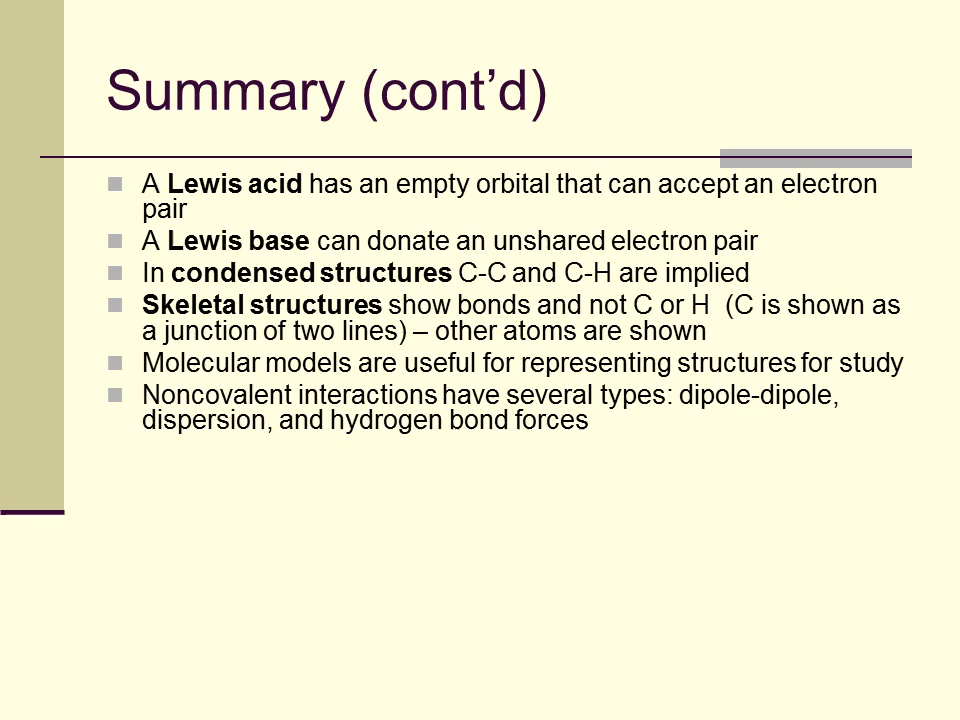 Summary (cont’d)
A Lewis acid has an empty orbital that can accept an electron
pair
A Lewis base can donate an unshared electron pair
In condensed structures C-C and C-H are implied
Skeletal structures show bonds and not C or H  (C is shown as
a junction of two lines) – other atoms are shown
Molecular models are useful for representing structures for study
Noncovalent interactions have several types: dipole-dipole,
dispersion, and hydrogen bond forces